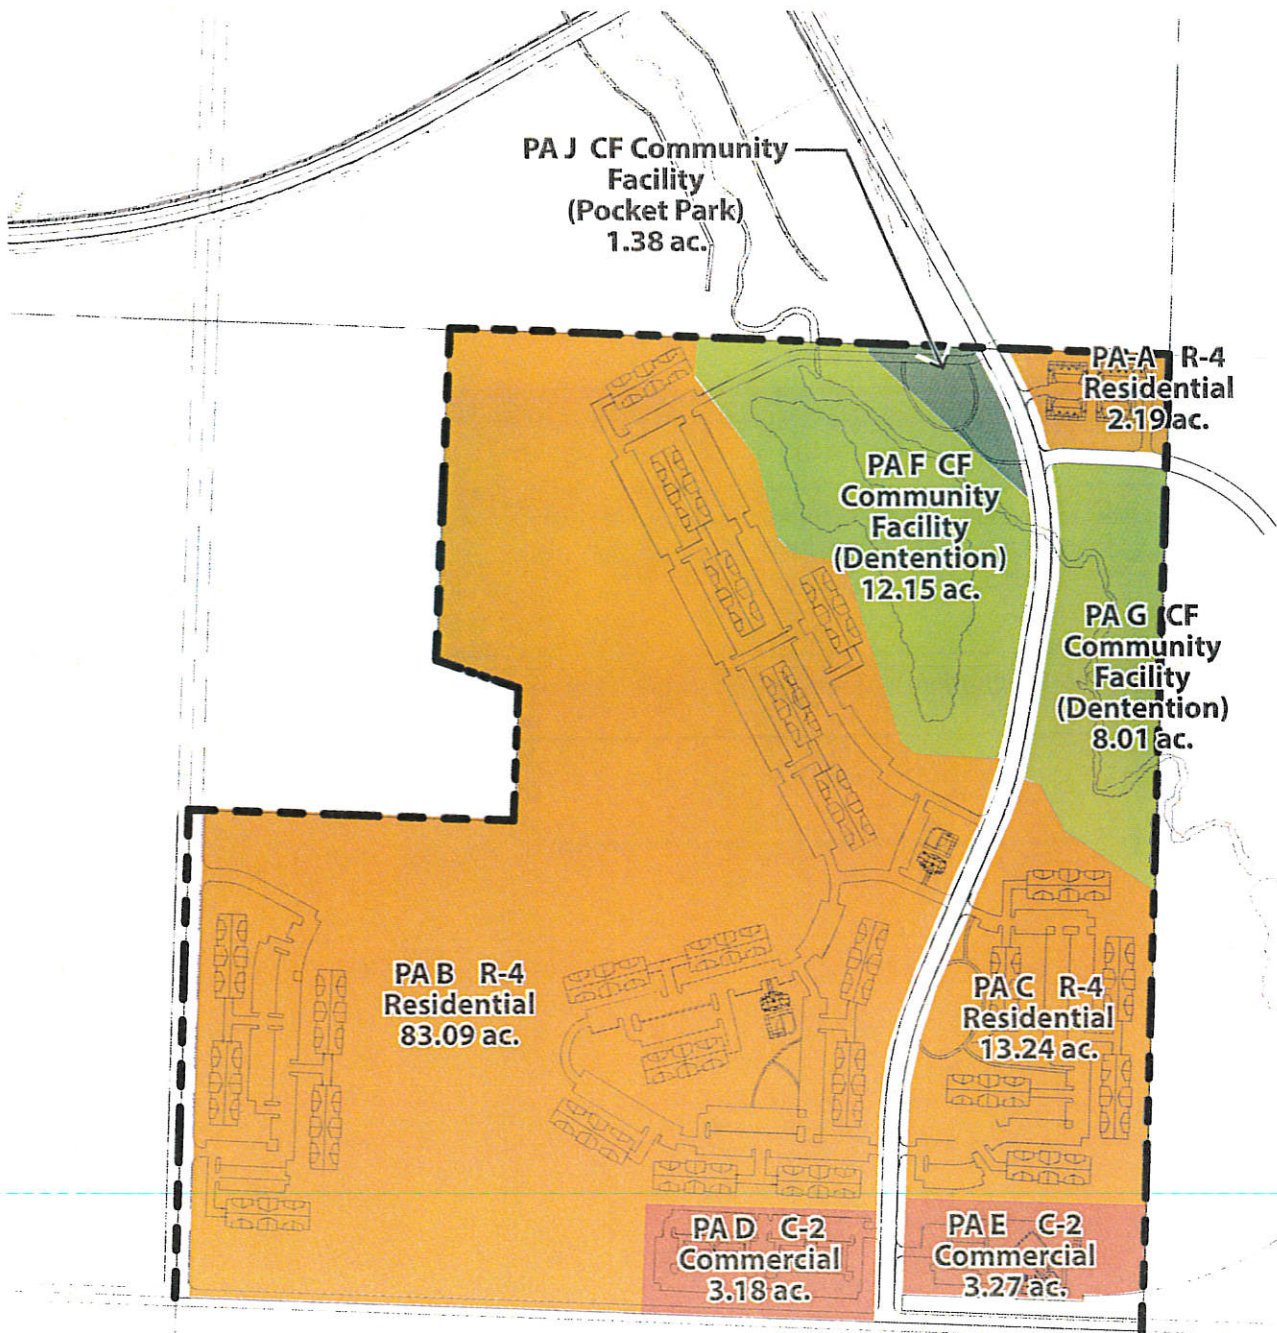 PA J CF Community
Facility
(Pocket Park)
1.38 ac.
PA-A R-4
Residential
2.19 ac.
PA F CF
Community
Facility
(Dentention)
12.15 ac.
PA G CF
Community
Facility
(Dentention)
8.01 ac.
PA B R-4
Residential
83.09 ac.
PA C R-4
Residential
13.24 ac.
PA D C-2
Commercial
3.18 ac.
PA E C-2
Commercial
3.27 ac.